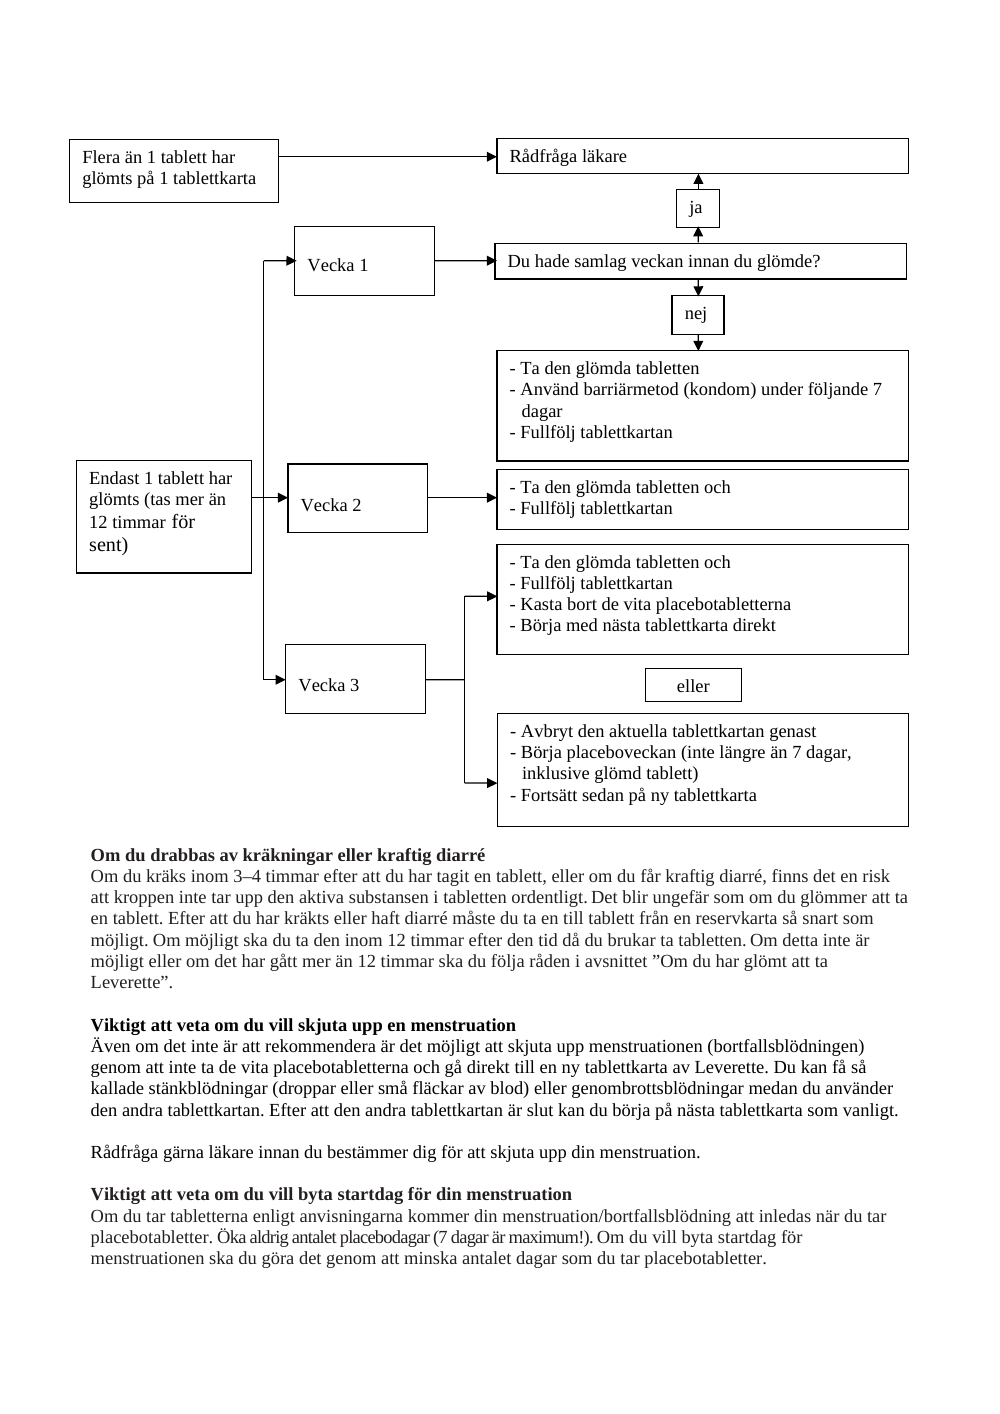 Flera än 1 tablett har
glömts på 1 tablettkarta
Rådfråga läkare
ja
Vecka 1
Du hade samlag veckan innan du glömde?
nej
- Ta den glömda tabletten
- Använd barriärmetod (kondom) under följande 7
dagar
- Fullfölj tablettkartan
Endast 1 tablett har
glömts (tas mer än
12 timmar för
sent)
Vecka 2
- Ta den glömda tabletten och
- Fullfölj tablettkartan
- Ta den glömda tabletten och
- Fullfölj tablettkartan
- Kasta bort de vita placebotabletterna
- Börja med nästa tablettkarta direkt
Vecka 3
eller
- Avbryt den aktuella tablettkartan genast
- Börja placeboveckan (inte längre än 7 dagar,
inklusive glömd tablett)
- Fortsätt sedan på ny tablettkarta
Om du drabbas av kräkningar eller kraftig diarré
Om du kräks inom 3–4 timmar efter att du har tagit en tablett, eller om du får kraftig diarré, finns det en risk
att kroppen inte tar upp den aktiva substansen i tabletten ordentligt. Det blir ungefär som om du glömmer att ta
en tablett. Efter att du har kräkts eller haft diarré måste du ta en till tablett från en reservkarta så snart som
möjligt. Om möjligt ska du ta den inom 12 timmar efter den tid då du brukar ta tabletten. Om detta inte är
möjligt eller om det har gått mer än 12 timmar ska du följa råden i avsnittet ”Om du har glömt att ta
Leverette”.
Viktigt att veta om du vill skjuta upp en menstruation
Även om det inte är att rekommendera är det möjligt att skjuta upp menstruationen (bortfallsblödningen)
genom att inte ta de vita placebotabletterna och gå direkt till en ny tablettkarta av Leverette. Du kan få så
kallade stänkblödningar (droppar eller små fläckar av blod) eller genombrottsblödningar medan du använder
den andra tablettkartan. Efter att den andra tablettkartan är slut kan du börja på nästa tablettkarta som vanligt.
Rådfråga gärna läkare innan du bestämmer dig för att skjuta upp din menstruation.
Viktigt att veta om du vill byta startdag för din menstruation
Om du tar tabletterna enligt anvisningarna kommer din menstruation/bortfallsblödning att inledas när du tar
placebotabletter. Öka aldrig antalet placebodagar (7 dagar är maximum!). Om du vill byta startdag för
menstruationen ska du göra det genom att minska antalet dagar som du tar placebotabletter.